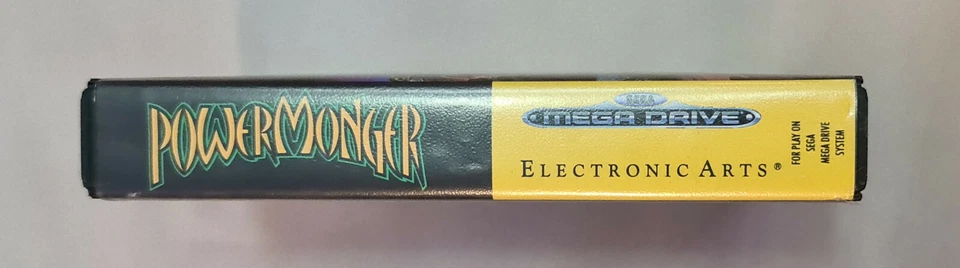 POWERMONGER
SEGA
MEGA DRIVE
ELECTRONIC ARTS®
FOR PLAY ON
SEGA
MEGA DRIVE
SYSTEM